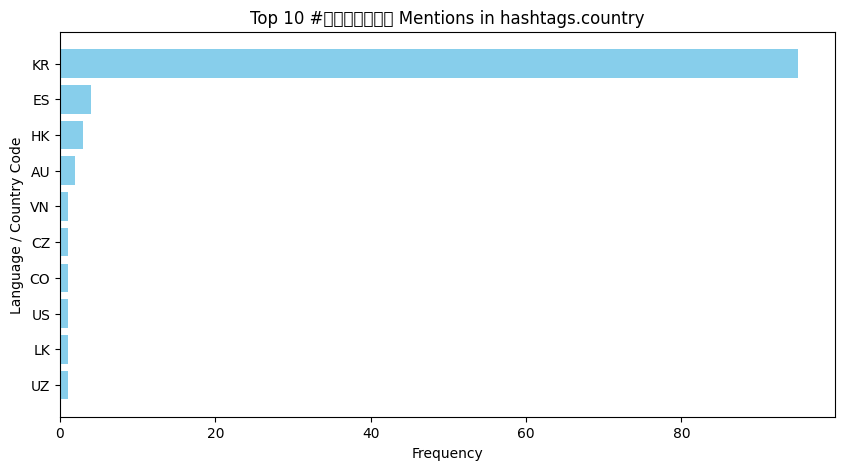 Top 10 # Mentions in hashtags.country
KR
ES
HK
AU
VN
CZ
CO
US
LK
UZ
Language / Country Code
0 20 40 60 80
Frequency